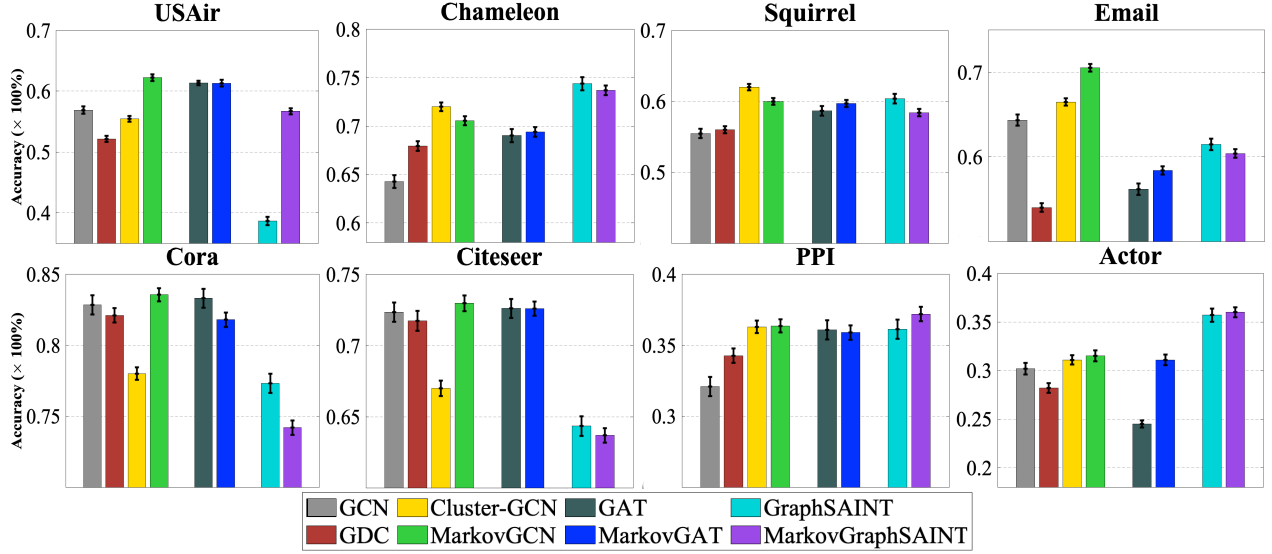 USAir
Chameleon
Squirrel
Email
Accuracy (× 100%)
0.7
0.6
0.5
0.4
0.8
0.75
0.7
0.65
0.6
0.7
0.6
0.5
0.7
0.6
Cora
Citeseer
PPI
Actor
Accuracy (× 100%)
0.85
0.8
0.75
0.75
0.7
0.65
0.4
0.35
0.3
0.4
0.35
0.3
0.25
0.2
GCN Cluster-GCN GAT GraphSAINT
GDC MarkovGCN MarkovGAT MarkovGraphSAINT